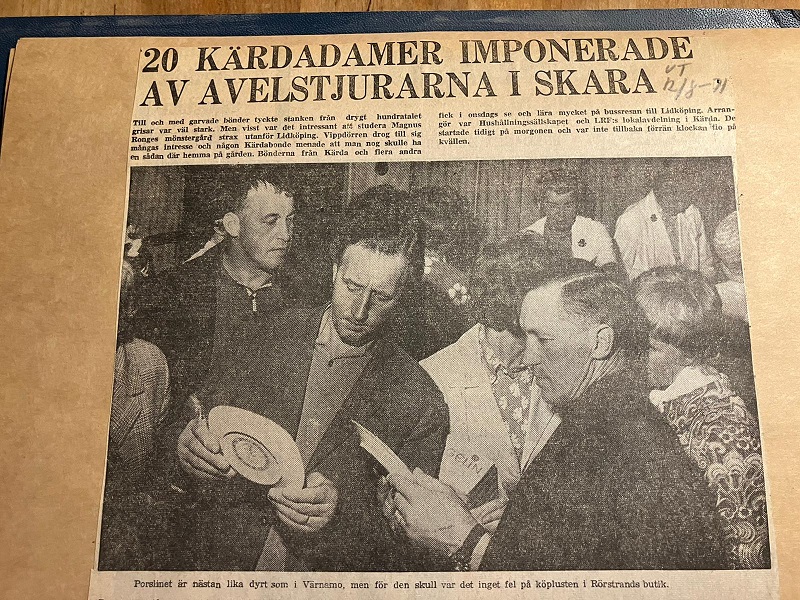 20 KÄRDADAMER IMPONERADE
AV AVELSTJURARNA I SKARA
VT
12/8-71
Till och med garvade bönder tyckte stanken från drygt hundratalet
grisar var väl stark. Men visst var det intressant att studera Magnus
Ronges mönstergård strax utanför Lidköping. Vippdörren drog till sig
mångas intresse och någon Kärdabonde menade att man nog skulle ha
en sådan där hemma på gården. Bönderna från Kärda och flera andra
fick i onsdags se och lära mycket på bussresan till Lidköping. Arran-
gör var Hushållningssällskapet och LRF:s lokalavdelning i Kärda. De
startade tidigt på morgonen och var inte tillbaka förrän klockan tio på
kvällen.
Porslinet är nästan lika dyrt som i Värnamo, men för den skull var det inget fel på köplusten i Rörstrands butik.